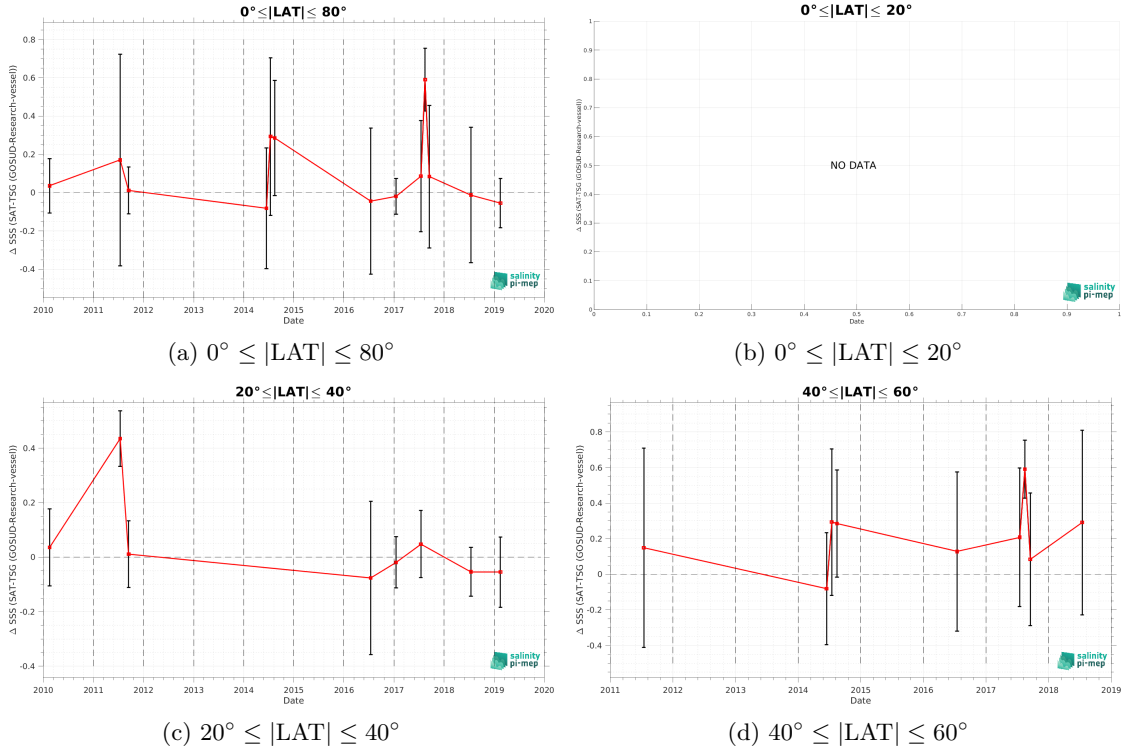 0°≤|LAT|≤ 80°
Δ SSS (SAT-TSG (GOSUD-Research-vessel))
0.8
0.6
0.4
0.2
0
-0.2
-0.4
2010 2011 2012 2013 2014 2015 2016 2017 2018 2019 2020
Date
salinity
pi-mep
(a) 0° ≤ |LAT| ≤ 80°
0°≤|LAT|≤ 20°
Δ SSS (SAT-TSG (GOSUD-Research-vessel))
1
0.9
0.8
0.7
0.6
0.5
0.4
0.3
0.2
0.1
0
NO DATA
0 0.1 0.2 0.3 0.4 0.5 0.6 0.7 0.8 0.9 1
Date
salinity
pi-mep
(b) 0° ≤ |LAT| ≤ 20°
20°≤|LAT|≤ 40°
Δ SSS (SAT-TSG (GOSUD-Research-vessel))
0.4
0.2
0
-0.2
-0.4
2010 2011 2012 2013 2014 2015 2016 2017 2018 2019 2020
Date
salinity
pi-mep
(c) 20° ≤ |LAT| ≤ 40°
40°≤|LAT|≤ 60°
Δ SSS (SAT-TSG (GOSUD-Research-vessel))
0.8
0.6
0.4
0.2
0
-0.2
-0.4
2011 2012 2013 2014 2015 2016 2017 2018 2019
Date
salinity
pi-mep
(d) 40° ≤ |LAT| ≤ 60°